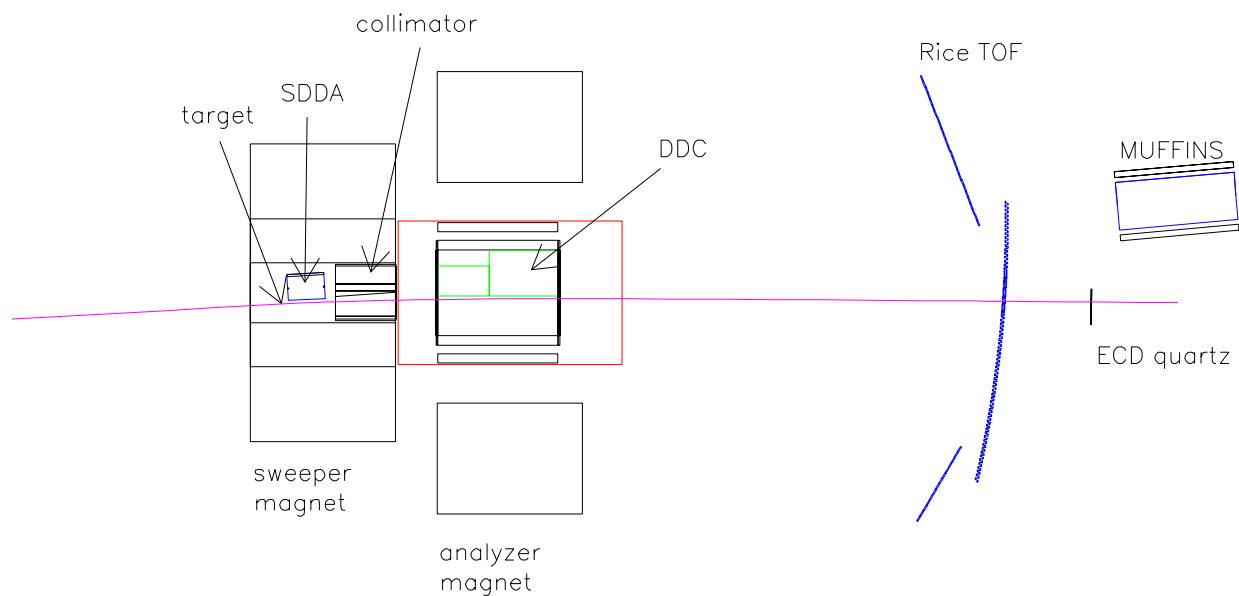 collimator
Rice TOF
SDDA
target
DDC
MUFFINS
ECD quartz
sweeper
magnet
analyzer
magnet